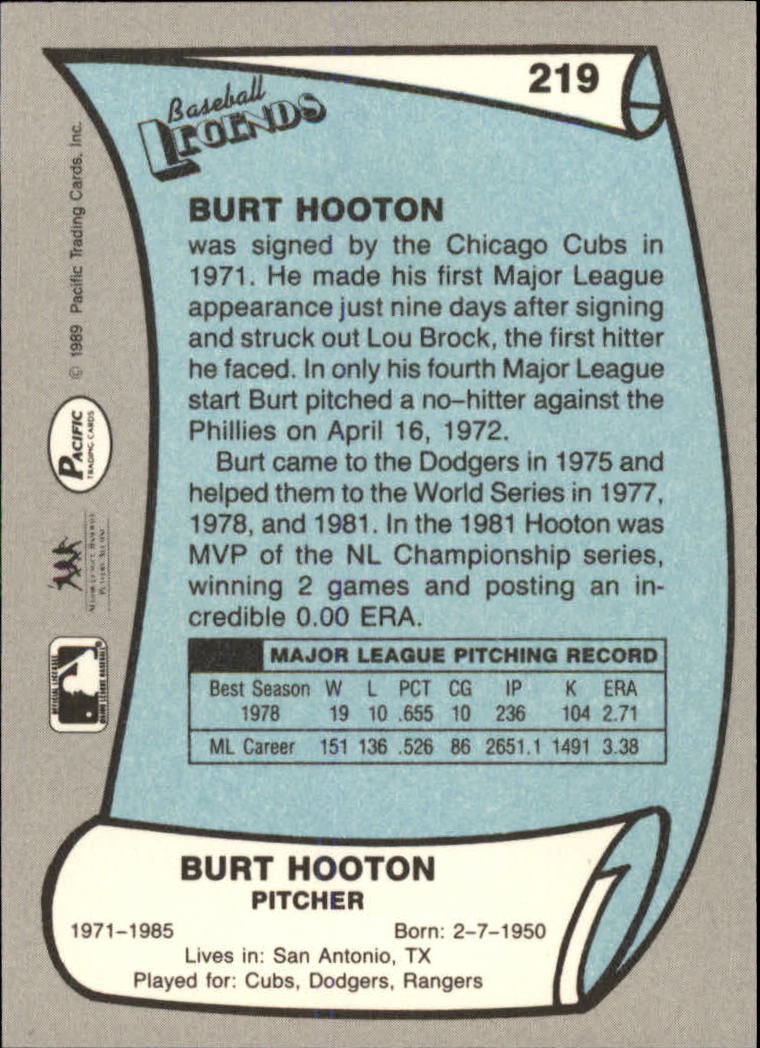 219
Baseball
LEGENDS
BURT HOOTON
was signed by the Chicago Cubs in
1971. He made his first Major League
appearance just nine days after signing
and struck out Lou Brock, the first hitter
he faced. In only his fourth Major League
start Burt pitched a no-hitter against the
Phillies on April 16, 1972.
Burt came to the Dodgers in 1975 and
helped them to the World Series in 1977,
1978, and 1981. In the 1981 Hooton was
MVP of the NL Championship series,
winning 2 games and posting an in-
credible 0.00 ERA.
MAJOR LEAGUE PITCHING RECORD
Best Season W L PCT CG IP K ERA
1978 19 10 .655 10 236 104 2.71
ML Career 151 136 .526 86 2651.1 1491 3.38
BURT HOOTON
PITCHER
1971-1985 Born: 2-7-1950
Lives in: San Antonio, TX
Played for: Cubs, Dodgers, Rangers
© 1989 Pacific Trading Cards, Inc.
PACIFIC
TRADING CARDS